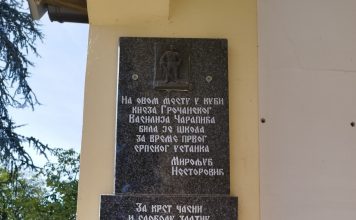 На овом месту у кући
кнеза Грочанског
Василија Чарапића
била је школа
за време првог
српског устанка
Мирољуб
Несторовић
За крст часни
и слободу златну